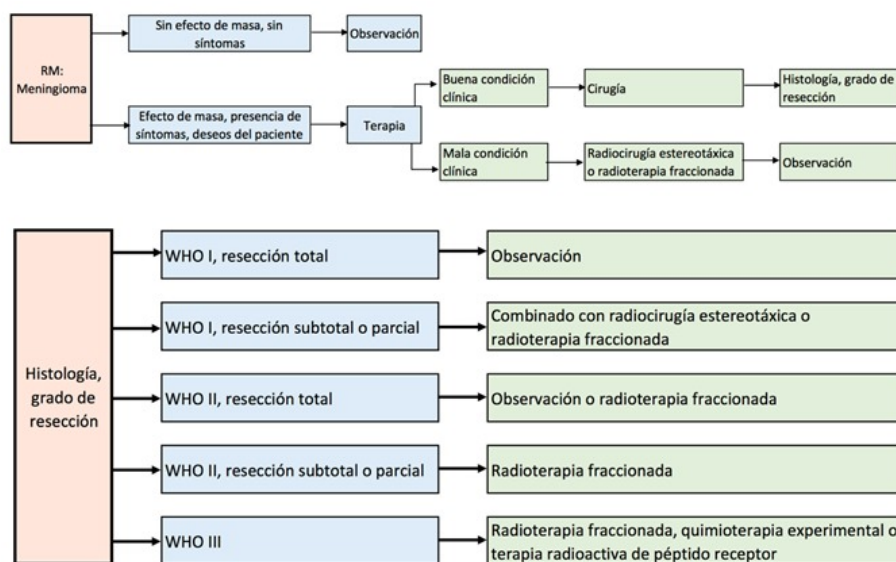 Sin efecto de masa, sin
síntomas
Observación
RM:
Meningioma
Efecto de masa, presencia de
síntomas, deseos del paciente
Terapia
Buena condición
clínica
Cirugía
Histología, grado de
resección
Mala condición
clínica
Radiocirugía estereotáxica
o radioterapia fraccionada
Observación
Histología,
grado de
resección
WHO I, resección total
Observación
WHO I, resección subtotal o parcial
Combinado con radiocirugía estereotáxica o
radioterapia fraccionada
WHO II, resección total
Observación o radioterapia fraccionada
WHO II, resección subtotal o parcial
Radioterapia fraccionada
WHO III
Radioterapia fraccionada, quimioterapia experimental o
terapia radioactiva de péptido receptor